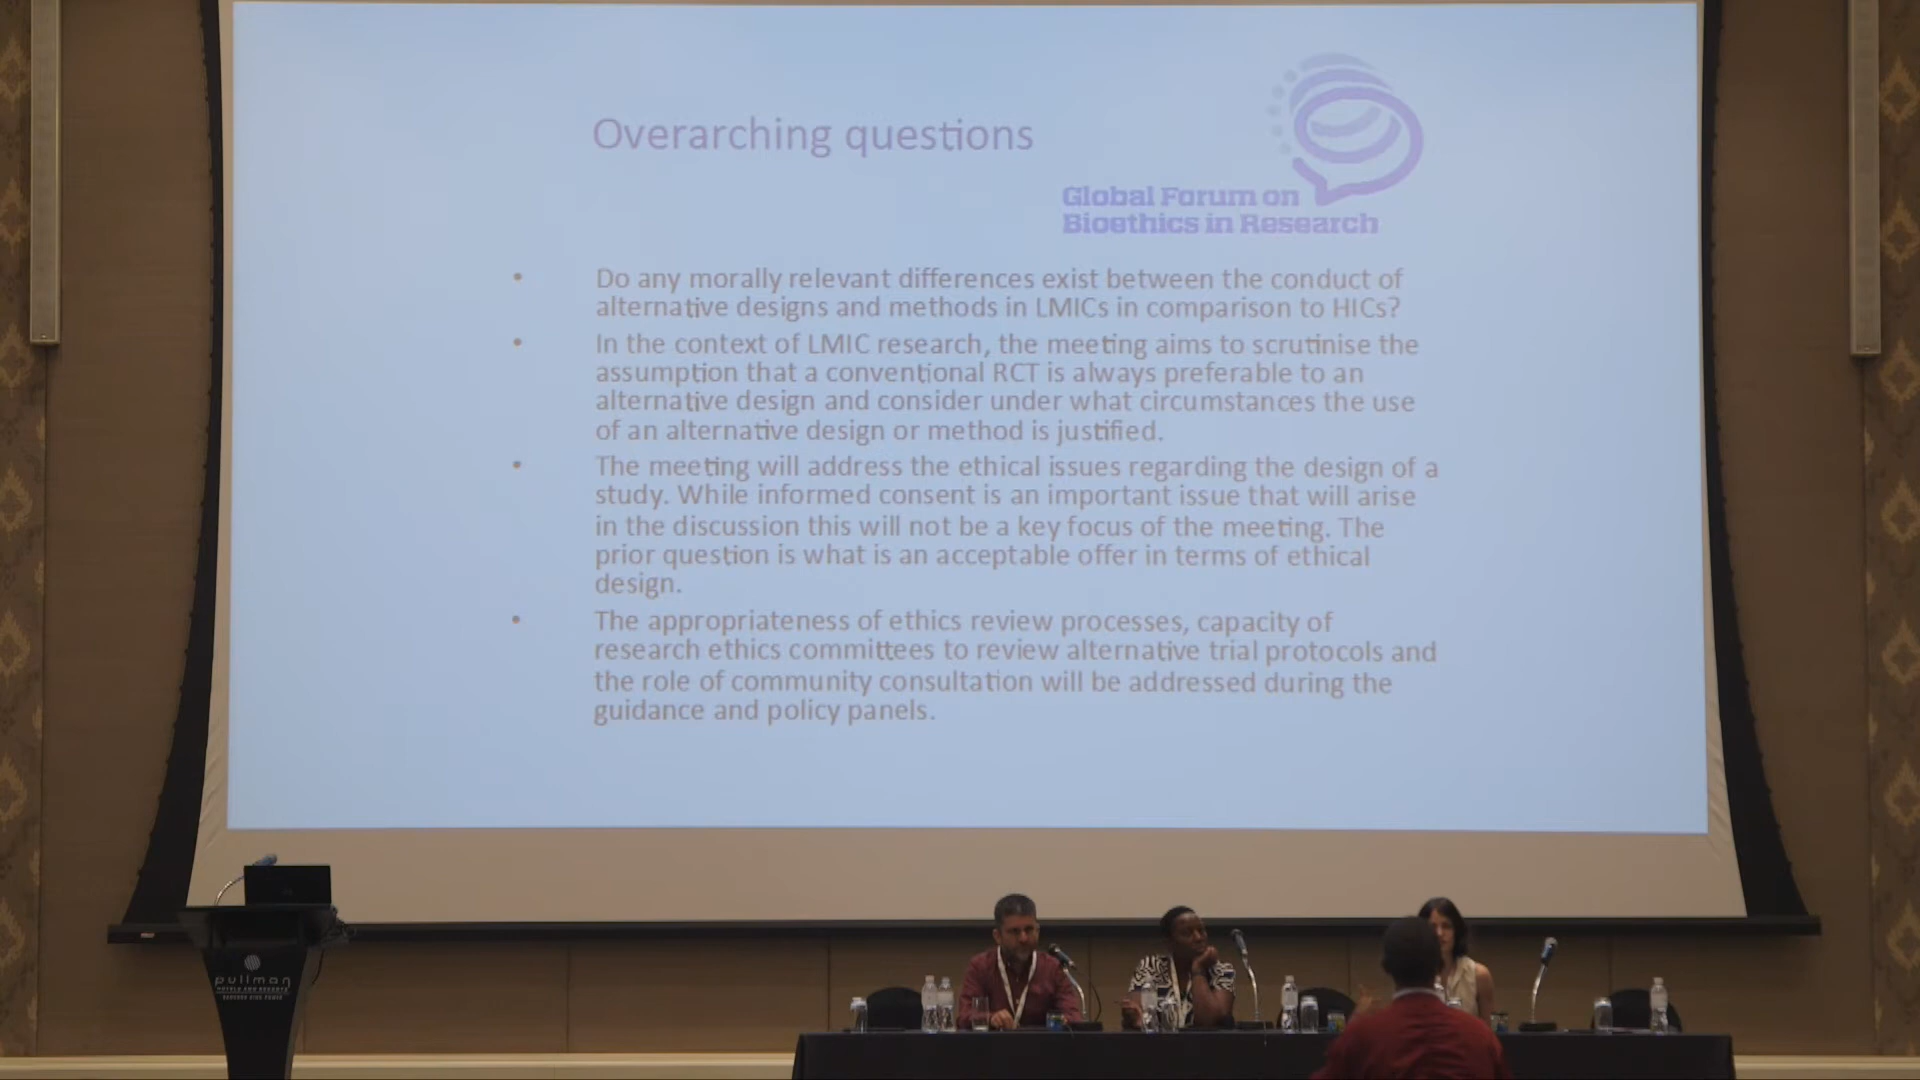 Overarching questions
Global Forum on
Bioethics in Research
• Do any morally relevant differences exist between the conduct of
alternative designs and methods in LMICs in comparison to HICs?
• In the context of LMIC research, the meeting aims to scrutinise the
assumption that a conventional RCT is always preferable to an
alternative design and consider under what circumstances the use
of an alternative design or method is justified.
• The meeting will address the ethical issues regarding the design of a
study. While informed consent is an important issue that will arise
in the discussion this will not be a key focus of the meeting. The
prior question is what is an acceptable offer in terms of ethical
design.
• The appropriateness of ethics review processes, capacity of
research ethics committees to review alternative trial protocols and
the role of community consultation will be addressed during the
guidance and policy panels.
pullman
HOTELS AND RESORTS
BANGKOK KING POWER